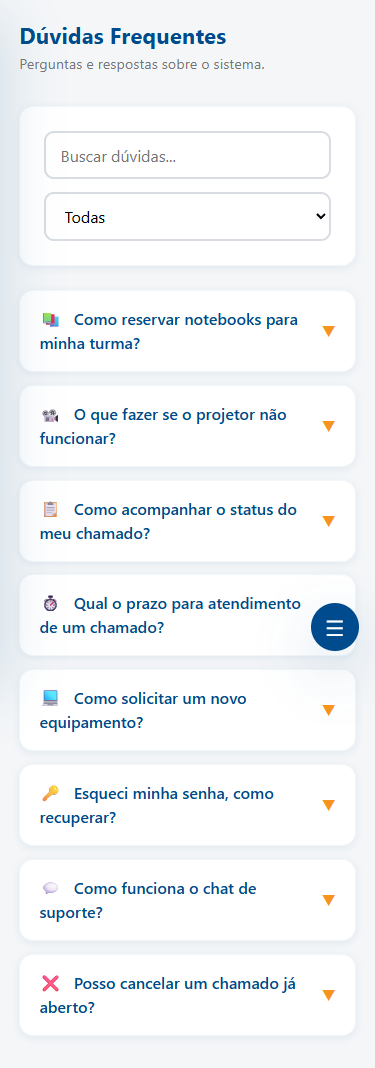 Dúvidas Frequentes
Perguntas e respostas sobre o sistema.
Buscar dúvidas...
Todas
Como reservar notebooks para
minha turma?
O que fazer se o projetor não
funcionar?
Como acompanhar o status do
meu chamado?
Qual o prazo para atendimento
de um chamado?
Como solicitar um novo
equipamento?
Esqueci minha senha, como
recuperar?
Como funciona o chat de
suporte?
Posso cancelar um chamado já
aberto?